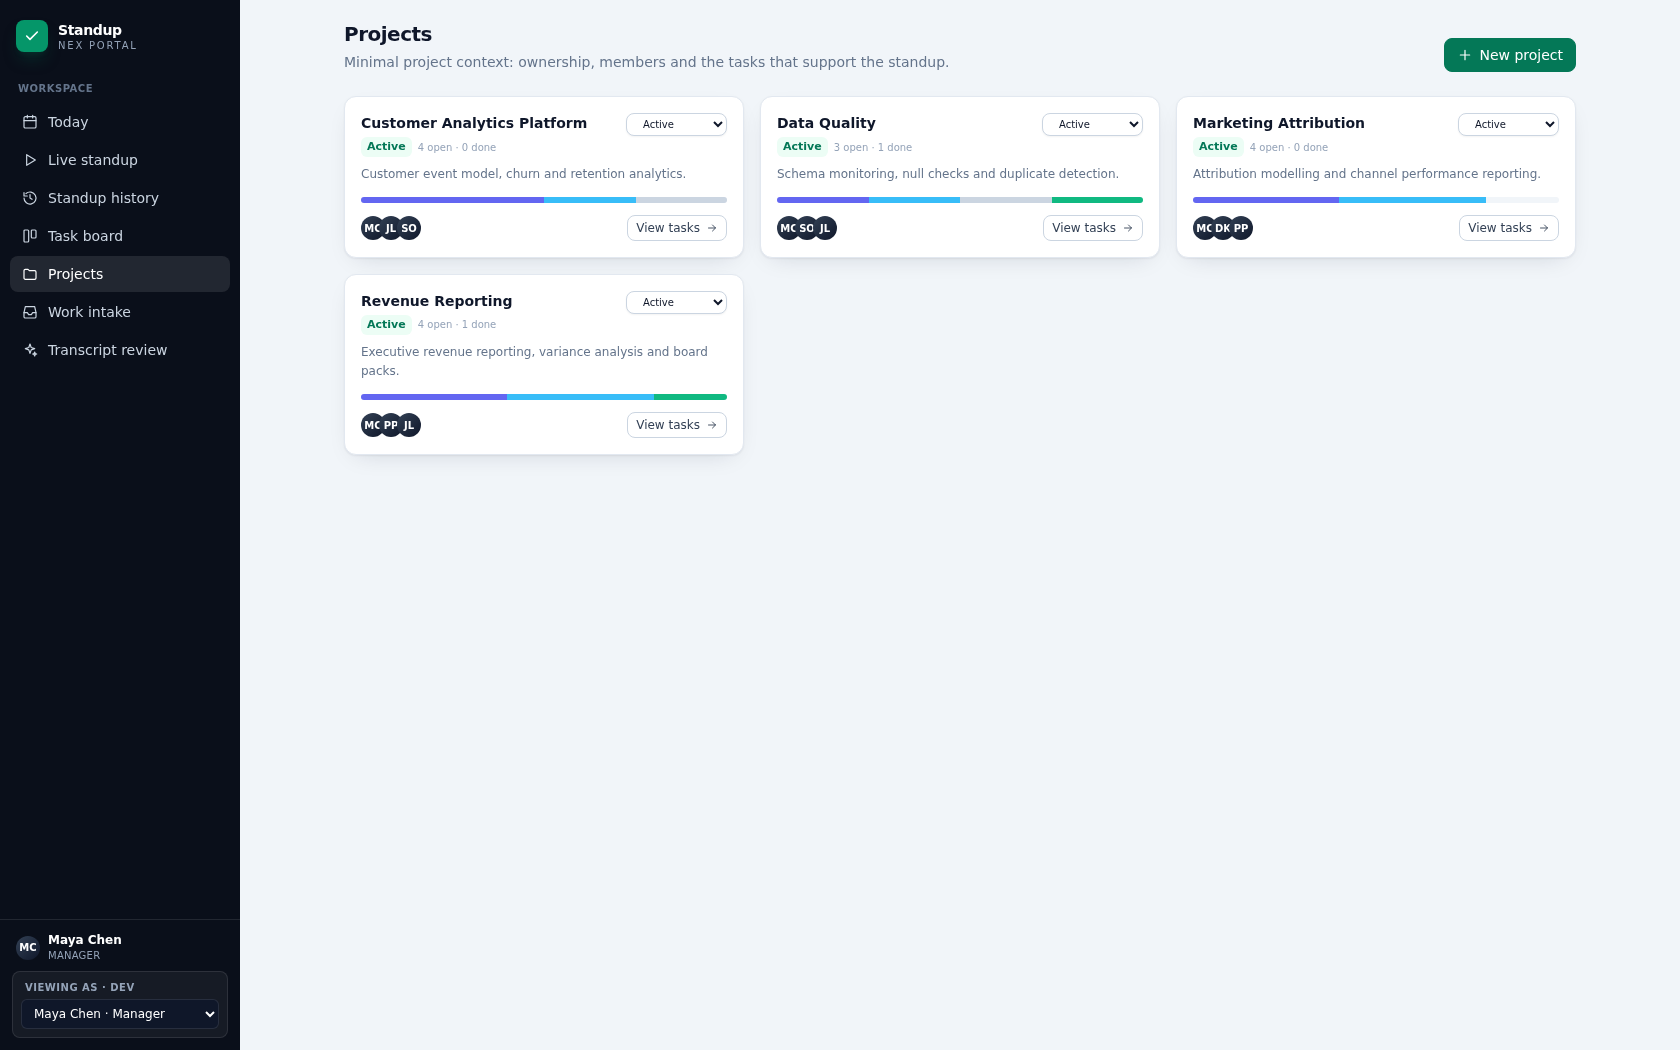 Standup
NEX PORTAL
WORKSPACE
Today
Live standup
Standup history
Task board
Projects
Work intake
Transcript review
Maya Chen
MC
MANAGER
VIEWING AS · DEV
Maya Chen · Manager
Projects
Minimal project context: ownership, members and the tasks that support the standup.
New project
Customer Analytics Platform
Active
Active 4 open · 0 done
Customer event model, churn and retention analytics.
MC JL SO
View tasks
Data Quality
Active
Active 3 open · 1 done
Schema monitoring, null checks and duplicate detection.
MC SO JL
View tasks
Marketing Attribution
Active
Active 4 open · 0 done
Attribution modelling and channel performance reporting.
MC DK PP
View tasks
Revenue Reporting
Active
Active 4 open · 1 done
Executive revenue reporting, variance analysis and board
packs.
MC PP JL
View tasks